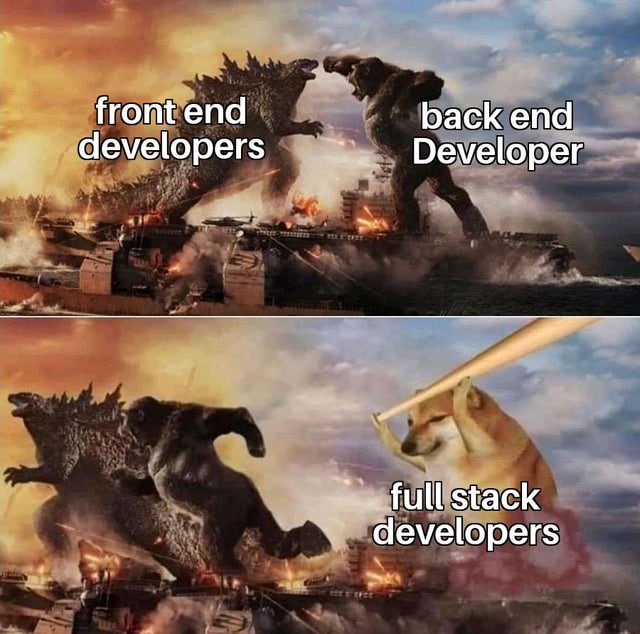 front end
developers
back end
Developer
full stack
developers